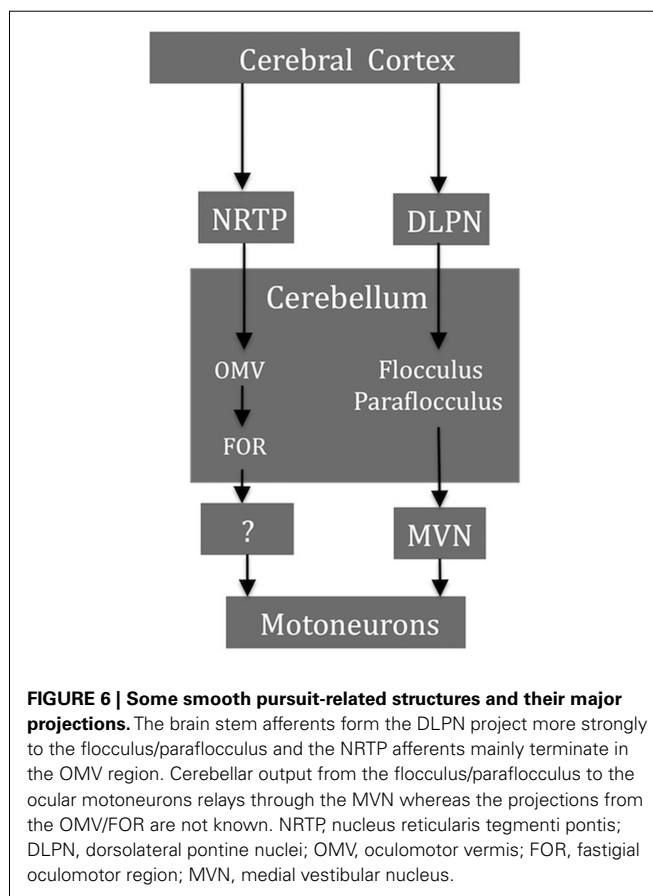 Cerebral Cortex
NRTP
DLPN
Cerebellum
OMV
Flocculus
Paraflocculus
FOR
?
MVN
Motoneurons
FIGURE 6 | Some smooth pursuit-related structures and their major
projections. The brain stem afferents form the DLPN project more strongly
to the flocculus/paraflocculus and the NRTP afferents mainly terminate in
the OMV region. Cerebellar output from the flocculus/paraflocculus to the
ocular motoneurons relays through the MVN whereas the projections from
the OMV/FOR are not known. NRTP, nucleus reticularis tegmenti pontis;
DLPN, dorsolateral pontine nuclei; OMV, oculomotor vermis; FOR, fastigial
oculomotor region; MVN, medial vestibular nucleus.